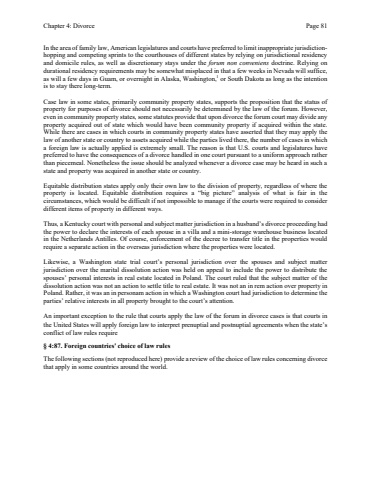 Chapter 4: Divorce Page 81
In the area of family law, American legislatures and courts have preferred to limit inappropriate jurisdiction-
hopping and competing sprints to the courthouses of different states by relying on jurisdictional residency
and domicile rules, as well as discretionary stays under the forum non conveniens doctrine. Relying on
durational residency requirements may be somewhat misplaced in that a few weeks in Nevada will suffice,
as will a few days in Guam, or overnight in Alaska, Washington, or South Dakota as long as the intention
is to stay there long-term.
Case law in some states, primarily community property states, supports the proposition that the status of
property for purposes of divorce should not necessarily be determined by the law of the forum. However,
even in community property states, some statutes provide that upon divorce the forum court may divide any
property acquired out of state which would have been community property if acquired within the state.
While there are cases in which courts in community property states have asserted that they may apply the
law of another state or country to assets acquired while the parties lived there, the number of cases in which
a foreign law is actually applied is extremely small. The reason is that U.S. courts and legislatures have
preferred to have the consequences of a divorce handled in one court pursuant to a uniform approach rather
than piecemeal. Nonetheless the issue should be analyzed whenever a divorce case may be heard in such a
state and property was acquired in another state or country.
Equitable distribution states apply only their own law to the division of property, regardless of where the
property is located. Equitable distribution requires a "big picture" analysis of what is fair in the
circumstances, which would be difficult if not impossible to manage if the courts were required to consider
different items of property in different ways.
Thus, a Kentucky court with personal and subject matter jurisdiction in a husband's divorce proceeding had
the power to declare the interests of each spouse in a villa and a mini-storage warehouse business located
in the Netherlands Antilles. Of course, enforcement of the decree to transfer title in the properties would
require a separate action in the overseas jurisdiction where the properties were located.
Likewise, a Washington state trial court's personal jurisdiction over the spouses and subject matter
jurisdiction over the marital dissolution action was held on appeal to include the power to distribute the
spouses' personal interests in real estate located in Poland. The court ruled that the subject matter of the
dissolution action was not an action to settle title to real estate. It was not an in rem action over property in
Poland. Rather, it was an in personam action in which a Washington court had jurisdiction to determine the
parties' relative interests in all property brought to the court's attention.
An important exception to the rule that courts apply the law of the forum in divorce cases is that courts in
the United States will apply foreign law to interpret prenuptial and postnuptial agreements when the state's
conflict of law rules require
§ 4:87. Foreign countries' choice of law rules
The following sections (not reproduced here) provide a review of the choice of law rules concerning divorce
that apply in some countries around the world.